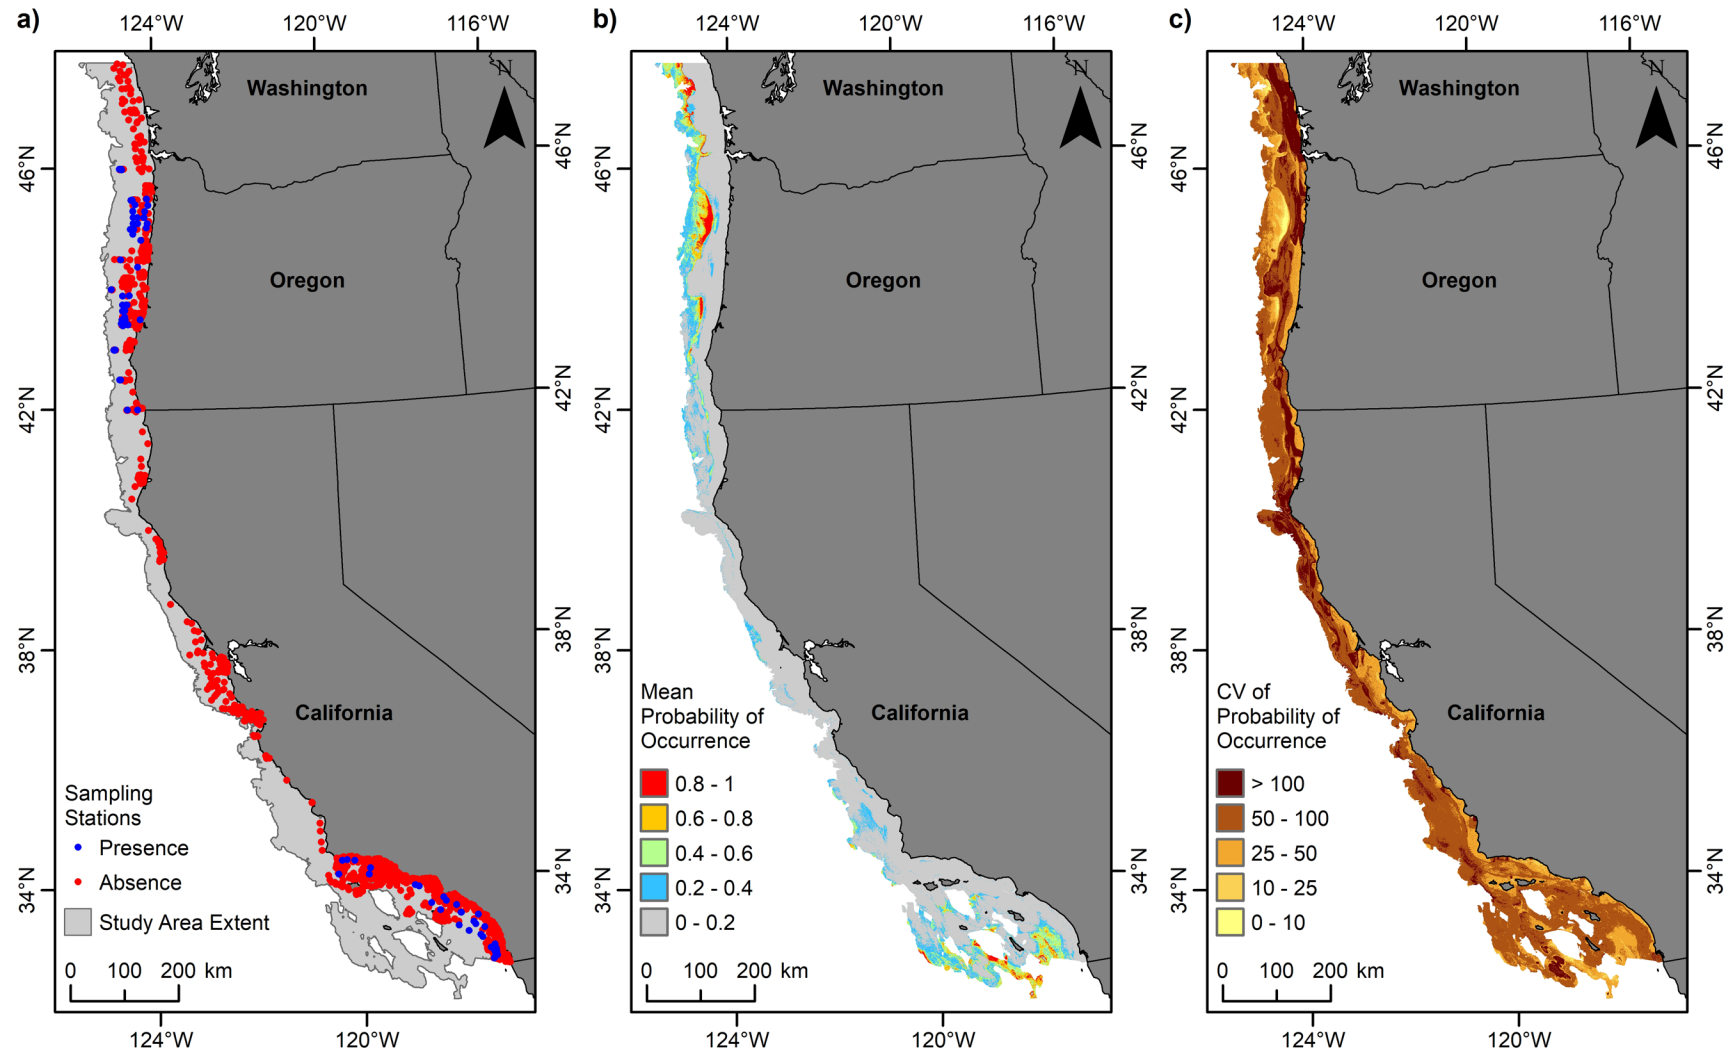 a)
124°W 120°W 116°W
N
Washington
46°N
46°N
Oregon
42°N
42°N
38°N
38°N
California
Sampling
Stations
Presence
Absence
Study Area Extent
34°N
34°N
0 100 200 km
124°W 120°W
b)
124°W 120°W 116°W
N
Washington
46°N
46°N
Oregon
42°N
42°N
38°N
38°N
California
Mean
Probability of
Occurrence
0.8 - 1
0.6 - 0.8
0.4 - 0.6
0.2 - 0.4
0 - 0.2
34°N
34°N
0 100 200 km
124°W 120°W
c)
124°W 120°W 116°W
N
Washington
46°N
46°N
Oregon
42°N
42°N
38°N
38°N
California
CV of
Probability of
Occurrence
> 100
50 - 100
25 - 50
10 - 25
0 - 10
34°N
34°N
0 100 200 km
124°W 120°W